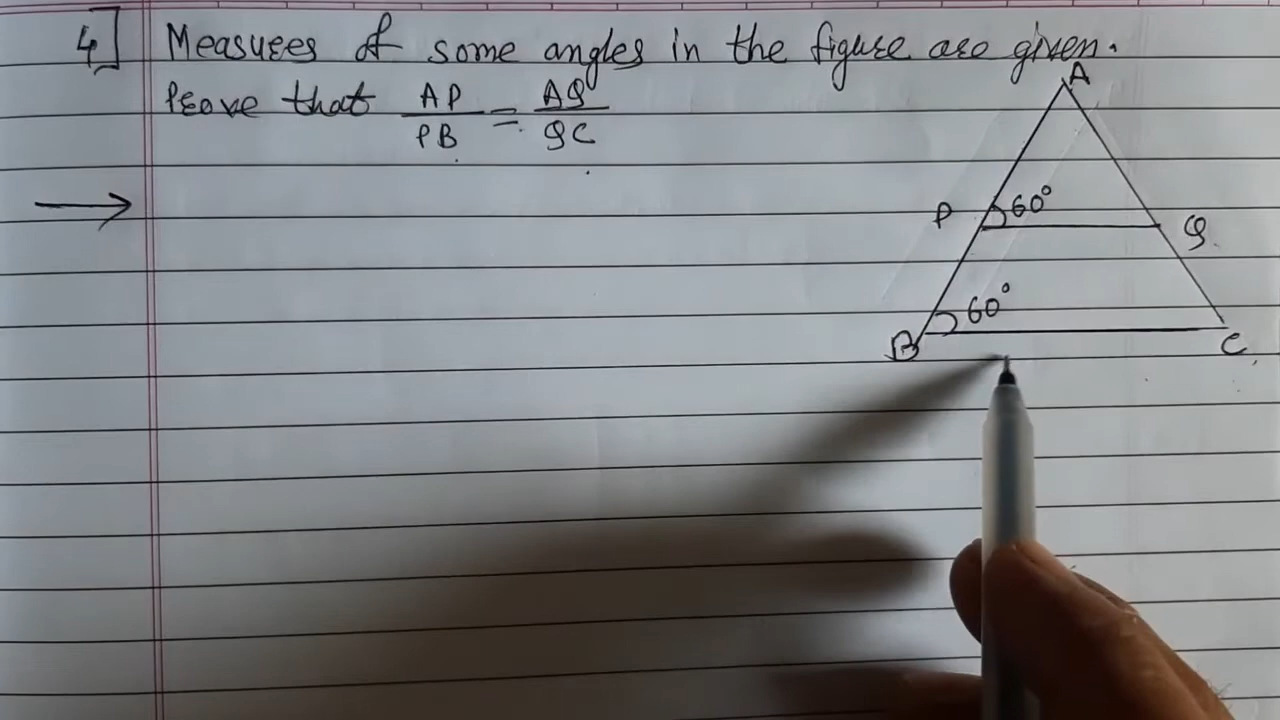 4] Measures of some angles in the figure are given.
Prove that AP/PB = AQ/QC
A
P 60° Q
60°
B C